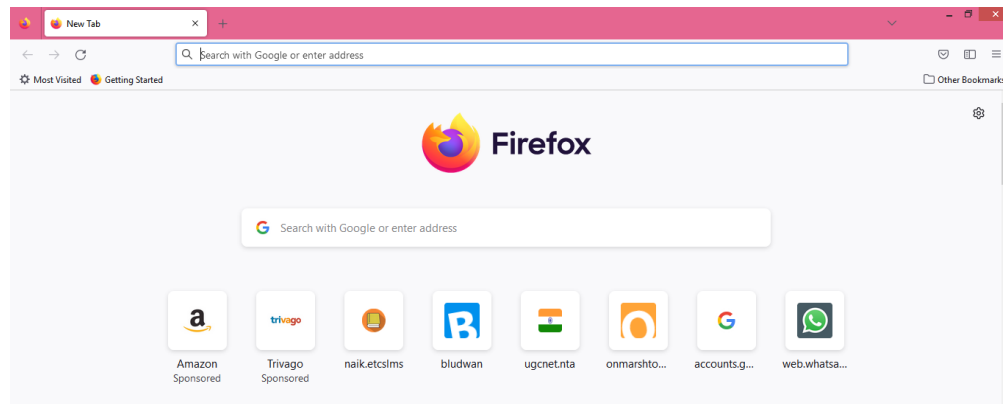 New Tab
Search with Google or enter address
Most Visited Getting Started Other Bookmarks
Firefox
Search with Google or enter address
a trivago
Amazon Trivago naik.etcslms bludwan ugcnet.nta onmarshto... accounts.g... web.whatsa...
Sponsored Sponsored